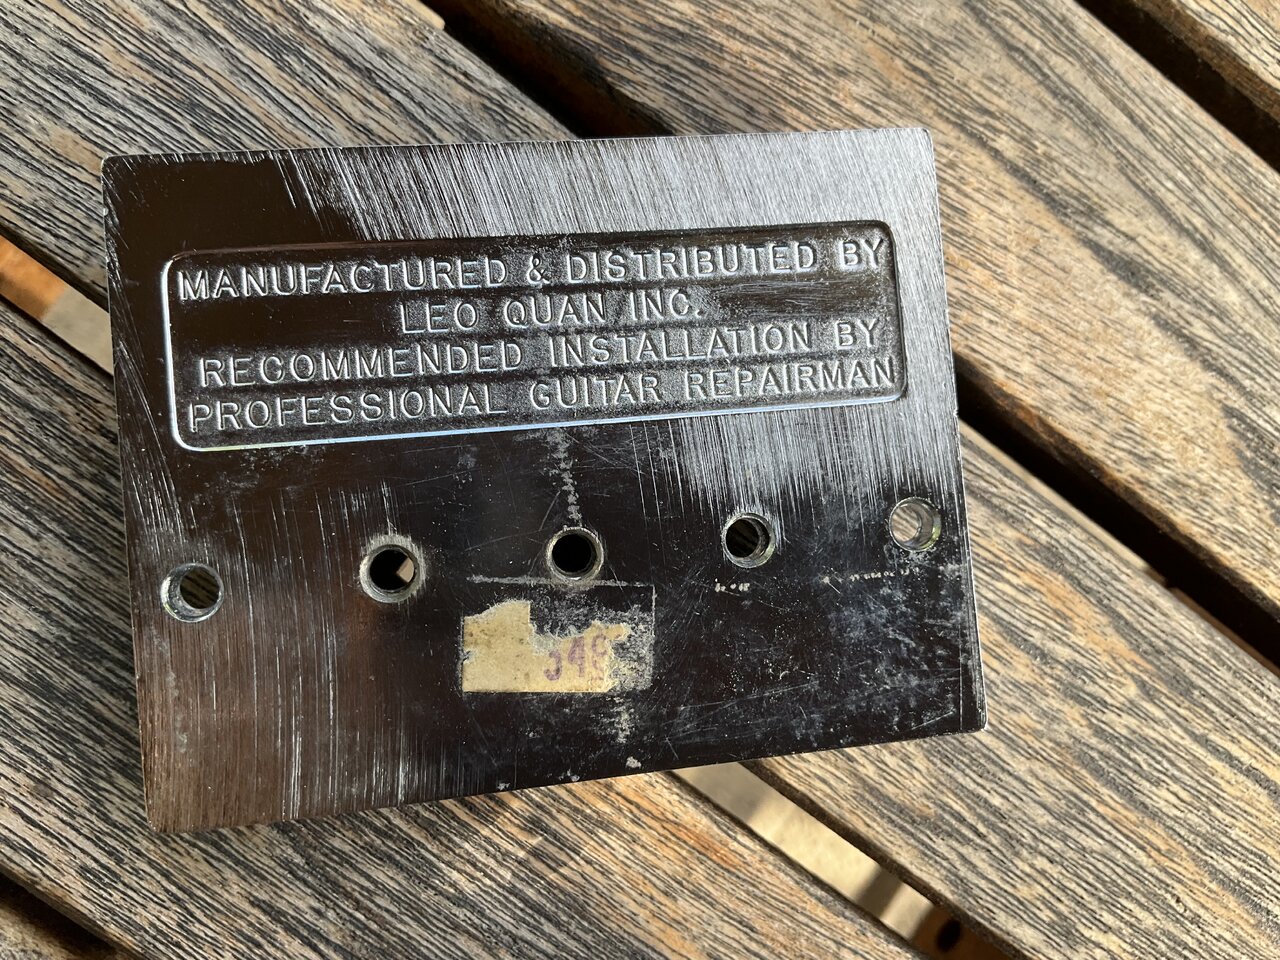 MANUFACTURED & DISTRIBUTED BY
LEO QUAN INC.
RECOMMENDED INSTALLATION BY
PROFESSIONAL GUITAR REPAIRMAN